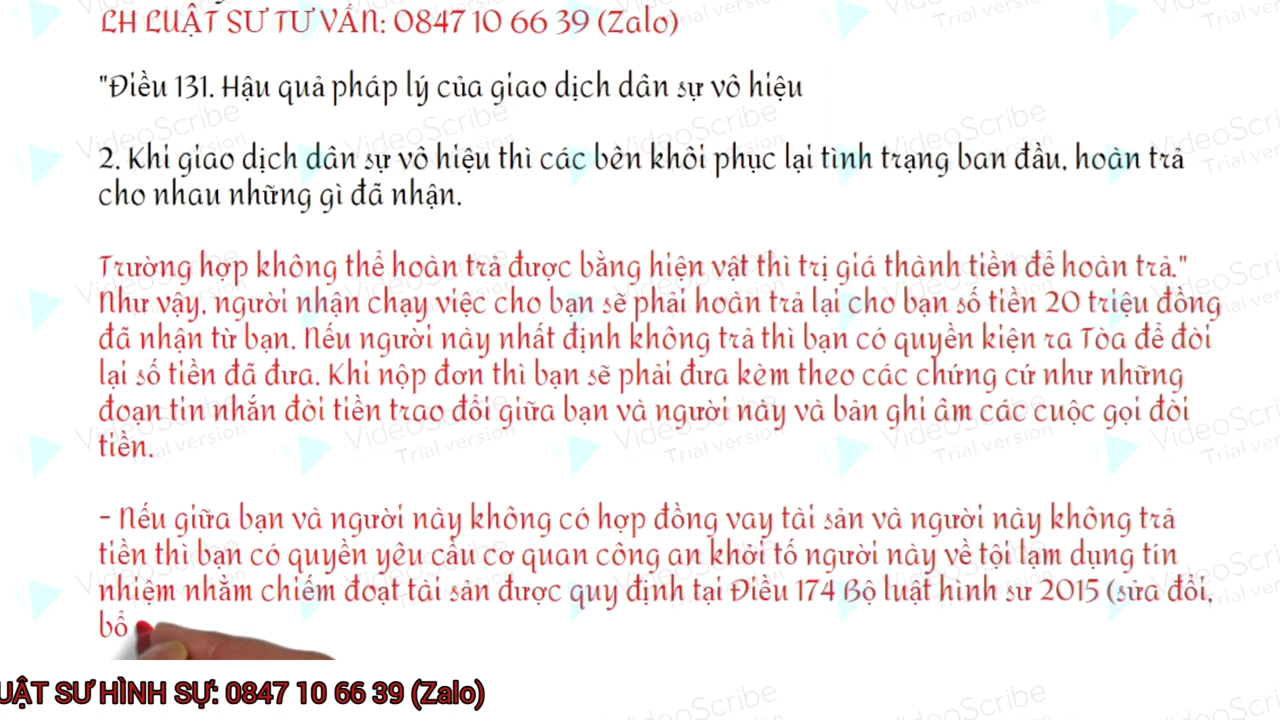 LH LUẬT SƯ TƯ VẤN: 0847 10 66 39 (Zalo)
"Điều 131. Hậu quả pháp lý của giao dịch dân sự vô hiệu
2. Khi giao dịch dân sự vô hiệu thì các bên khôi phục lại tình trạng ban đầu, hoàn trả
cho nhau những gì đã nhận.
Trường hợp không thể hoàn trả được bằng hiện vật thì trị giá thành tiền để hoàn trả."
Như vậy, người nhận chạy việc cho bạn sẽ phải hoàn trả lại cho bạn số tiền 20 triệu đồng
đã nhận từ bạn. Nếu người này nhất định không trả thì bạn có quyền kiện ra Tòa để đòi
lại số tiền đã đưa. Khi nộp đơn thì bạn sẽ phải đưa kèm theo các chứng cứ như những
đoạn tin nhắn đòi tiền trao đổi giữa bạn và người này và bản ghi âm các cuộc gọi đòi
tiền.
- Nếu giữa bạn và người này không có hợp đồng vay tài sản và người này không trả
tiền thì bạn có quyền yêu cầu cơ quan công an khởi tố người này về tội lạm dụng tín
nhiệm nhằm chiếm đoạt tài sản được quy định tại Điều 174 Bộ luật hình sư 2015 (sửa đổi,
bổ
UẬT SƯ HÌNH SỰ: 0847 10 66 39 (Zalo)
VideoScribe
Trial version